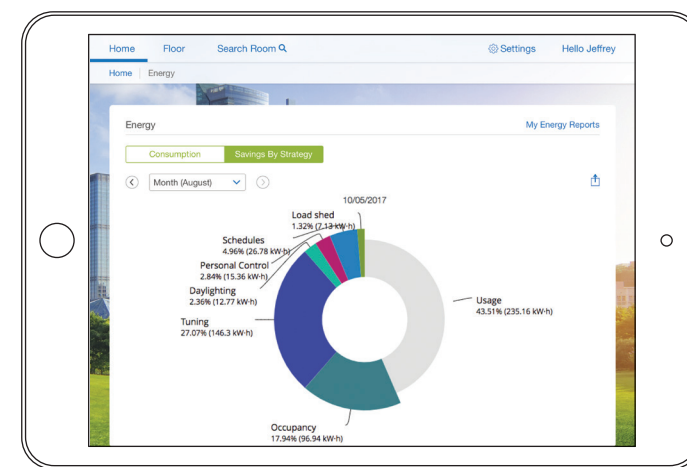 Home Floor Search Room Settings Hello Jeffrey
Home Energy
Energy My Energy Reports
Consumption Savings By Strategy
Month (August)
10/05/2017
Load shed
1.32% (7.13 kW·h)
Schedules
4.96% (26.78 kW·h)
Personal Control
2.84% (15.36 kW·h)
Daylighting
2.36% (12.77 kW·h)
Tuning
27.07% (146.3 kW·h)
Usage
43.51% (235.16 kW·h)
Occupancy
17.94% (96.94 kW·h)